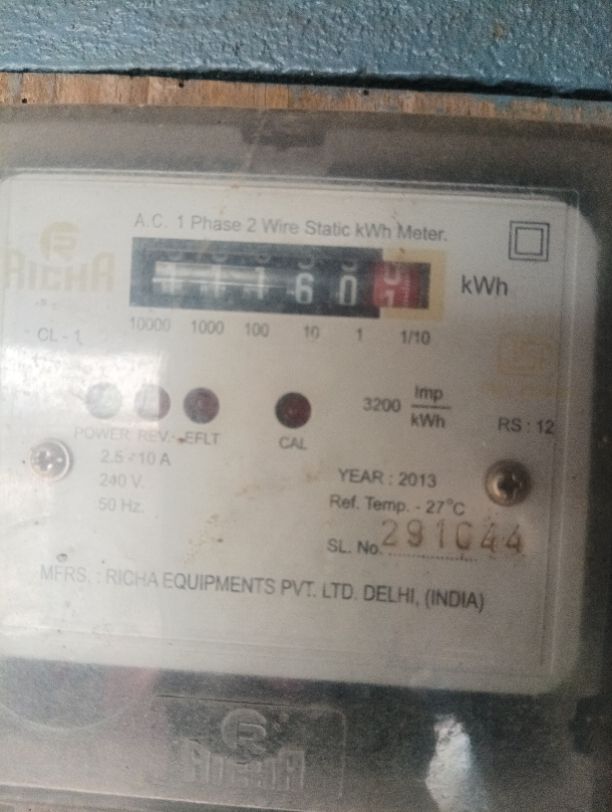 A.C. 1 Phase 2 Wire Static kWh Meter.
RICHA
111601 kWh
10000 1000 100 10 1 1/10
CL - 1
3200 Imp/kWh
RS : 12
POWER REV. EFLT CAL
2.5 - 10 A
240 V.
50 Hz.
YEAR : 2013
Ref. Temp. - 27°C
SL. No. 291044
MFRS. : RICHA EQUIPMENTS PVT. LTD. DELHI, (INDIA)
RICHA